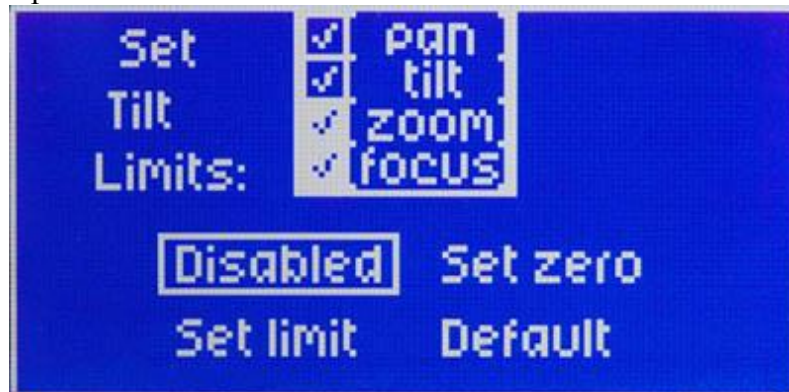 Set
Tilt
Limits:
pan
tilt
zoom
focus
Disabled Set zero
Set limit Default